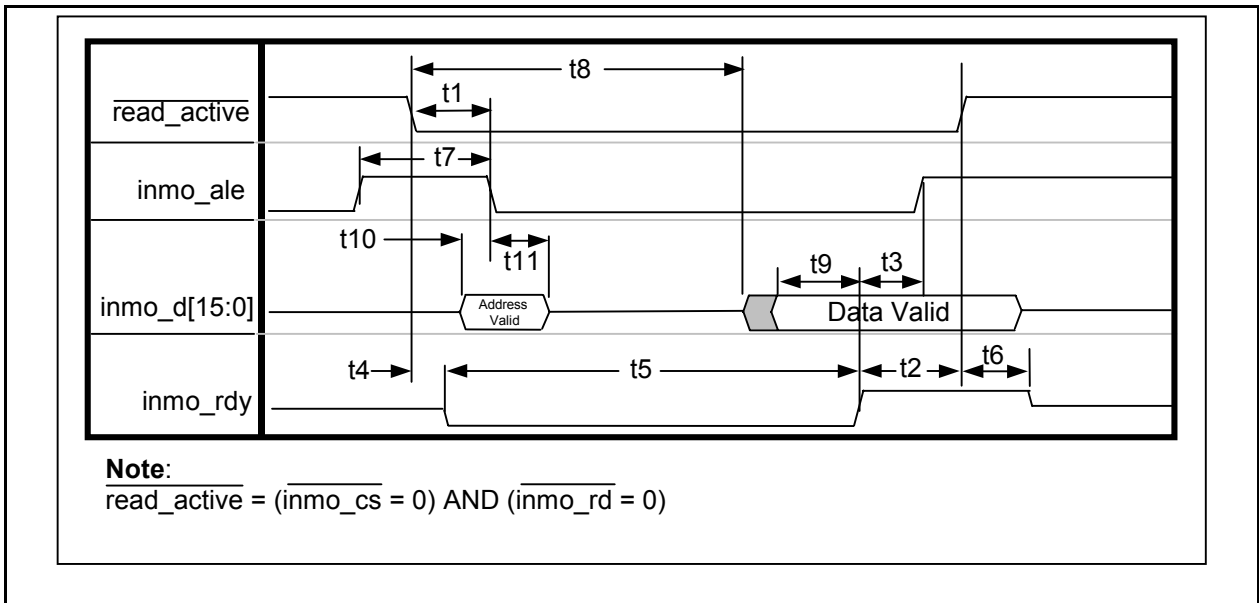 t8
read_active
t1
t7
inmo_ale
t10
t11
t9
t3
inmo_d[15:0]
Address
Valid
Data Valid
t4
t5
t2
t6
inmo_rdy
Note:
read_active = (inmo_cs = 0) AND (inmo_rd = 0)